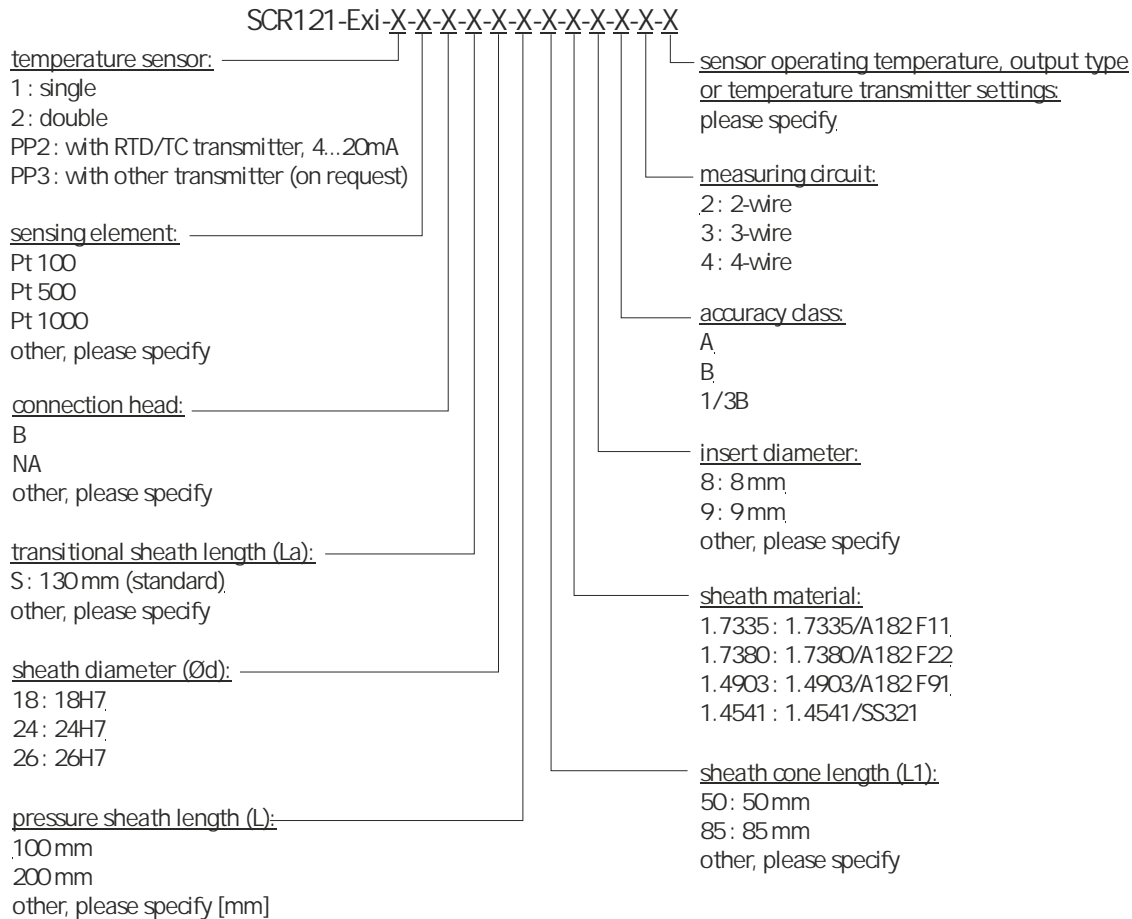 SCR121-Exi-X-X-X-X-X-X-X-X-X-X-X-X
temperature sensor:
1 : single
2 : double
PP2 : with RTD/TC transmitter, 4...20mA
PP3 : with other transmitter (on request)
sensing element:
Pt 100
Pt 500
Pt 1000
other, please specify
connection head:
B
NA
other, please specify
transitional sheath length (La):
S : 130 mm (standard)
other, please specify
sheath diameter (Ød):
18 : 18H7
24 : 24H7
26 : 26H7
pressure sheath length (L):
100 mm
200 mm
other, please specify [mm]
sensor operating temperature, output type
or temperature transmitter settings:
please specify
measuring circuit:
2 : 2-wire
3 : 3-wire
4 : 4-wire
accuracy class:
A
B
1/3B
insert diameter:
8 : 8 mm
9 : 9 mm
other, please specify
sheath material:
1.7335 : 1.7335/A182 F11
1.7380 : 1.7380/A182 F22
1.4903 : 1.4903/A182 F91
1.4541 : 1.4541/SS321
sheath cone length (L1):
50 : 50 mm
85 : 85 mm
other, please specify